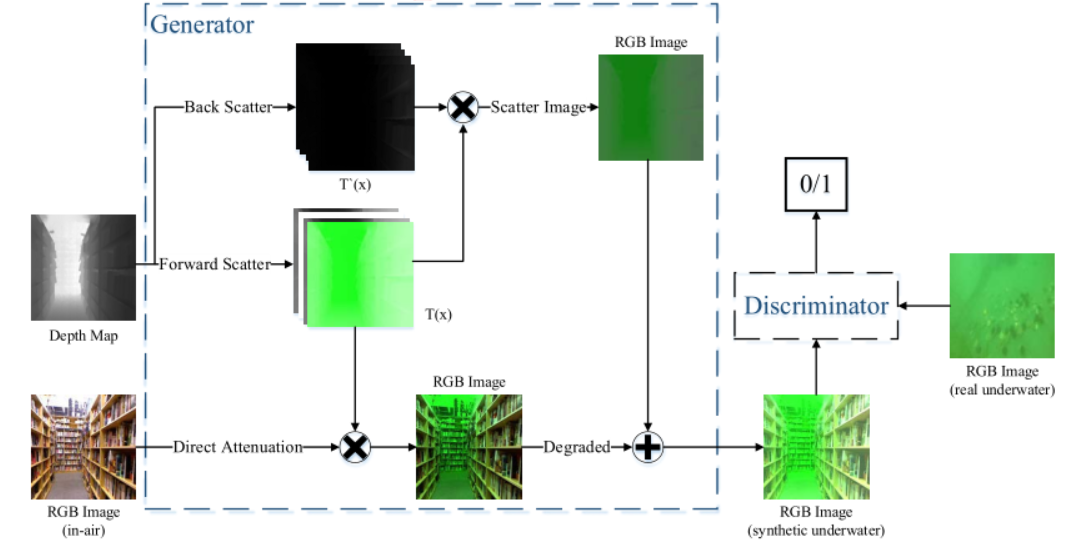 Generator
RGB Image
Back Scatter
Scatter Image
T`(x)
0/1
Forward Scatter
T(x)
Discriminator
Depth Map
RGB Image
(real underwater)
RGB Image
Direct Attenuation
Degraded
RGB Image
(in-air)
RGB Image
(synthetic underwater)